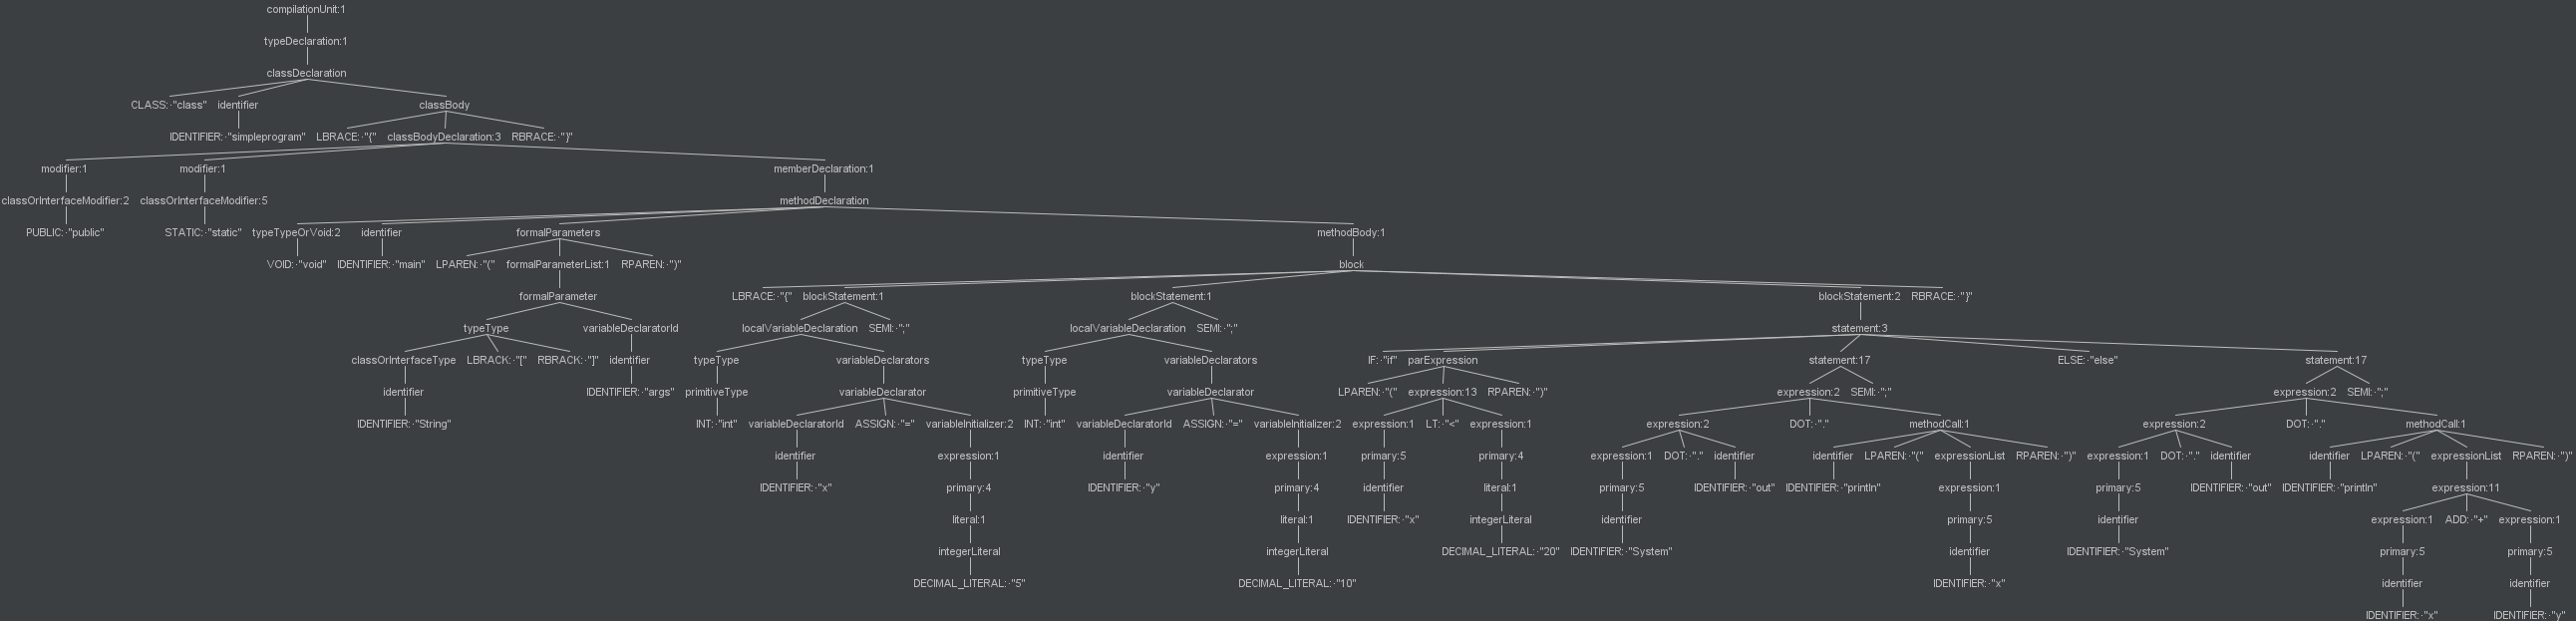 compilationUnit:1
typeDeclaration:1
classDeclaration
CLASS:·"class" identifier classBody
IDENTIFIER:·"simpleprogram" LBRACE:·"{" classBodyDeclaration:3 RBRACE:·"}"
modifier:1 modifier:1 memberDeclaration:1
classOrInterfaceModifier:2 classOrInterfaceModifier:5 methodDeclaration
PUBLIC:·"public" STATIC:·"static" typeTypeOrVoid:2 identifier formalParameters methodBody:1
VOID:·"void" IDENTIFIER:·"main" LPAREN:·"(" formalParameterList:1 RPAREN:·")" block
formalParameter LBRACE:·"{" blockStatement:1 blockStatement:1 blockStatement:2 RBRACE:·"}"
typeType variableDeclaratorId localVariableDeclaration SEMI:·";" localVariableDeclaration SEMI:·";" statement:3
classOrInterfaceType LBRACK:·"[" RBRACK:·"]" identifier typeType variableDeclarators typeType variableDeclarators IF:·"if" parExpression statement:17 ELSE:·"else" statement:17
identifier IDENTIFIER:·"args" primitiveType variableDeclarator primitiveType variableDeclarator LPAREN:·"(" expression:13 RPAREN:·")" expression:2 SEMI:·";" expression:2 SEMI:·";"
IDENTIFIER:·"String" INT:·"int" variableDeclaratorId ASSIGN:·"=" variableInitializer:2 INT:·"int" variableDeclaratorId ASSIGN:·"=" variableInitializer:2 expression:1 LT:·"<" expression:1 expression:2 DOT:·"." methodCall:1 expression:2 DOT:·"." methodCall:1
identifier expression:1 identifier expression:1 primary:5 primary:4 expression:1 DOT:·"." identifier identifier LPAREN:·"(" expressionList RPAREN:·")" expression:1 DOT:·"." identifier identifier LPAREN:·"(" expressionList RPAREN:·")"
IDENTIFIER:·"x" primary:4 IDENTIFIER:·"y" primary:4 identifier literal:1 primary:5 IDENTIFIER:·"out" IDENTIFIER:·"println" expression:1 primary:5 IDENTIFIER:·"out" IDENTIFIER:·"println" expression:11
literal:1 literal:1 IDENTIFIER:·"x" integerLiteral identifier primary:5 identifier expression:1 ADD:·"+" expression:1
integerLiteral integerLiteral DECIMAL_LITERAL:·"20" IDENTIFIER:·"System" identifier IDENTIFIER:·"System" primary:5 primary:5
DECIMAL_LITERAL:·"5" DECIMAL_LITERAL:·"10" IDENTIFIER:·"x" identifier identifier
IDENTIFIER:·"x" IDENTIFIER:·"y"